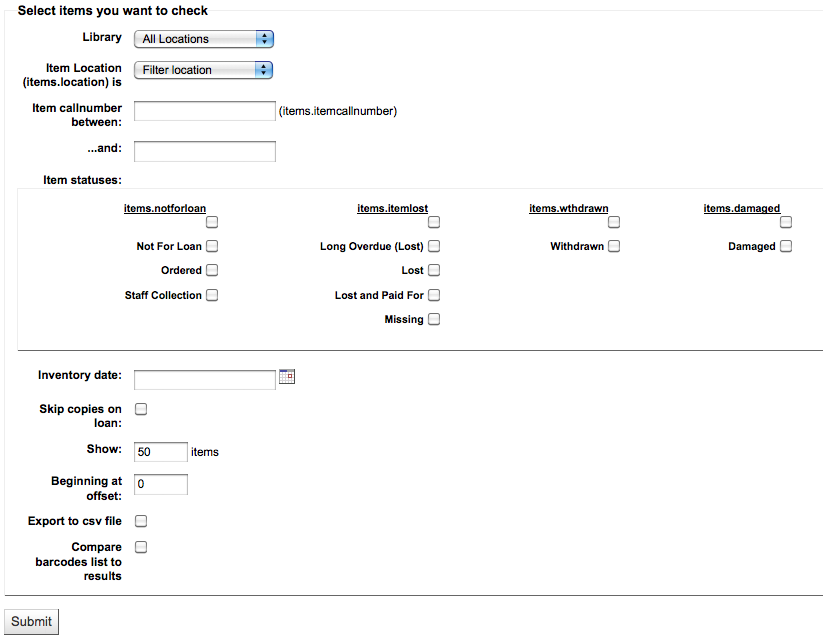 Select items you want to check
Library
All Locations
Item Location
(items.location) is
Filter location
Item callnumber
between:
(items.itemcallnumber)
...and:
Item statuses:
items.notforloan items.itemlost items.wthdrawn items.damaged
Not For Loan Long Overdue (Lost) Withdrawn Damaged
Ordered Lost
Staff Collection Lost and Paid For
Missing
Inventory date:
Skip copies on
loan:
Show: 50 items
Beginning at
offset:
0
Export to csv file
Compare
barcodes list to
results
Submit